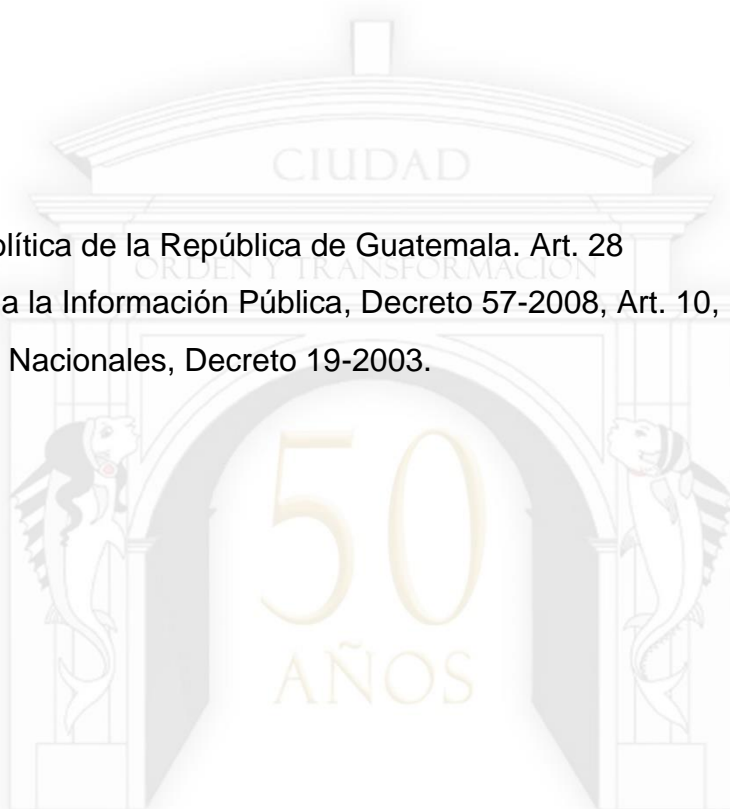 CIUDAD
olítica de la República de Guatemala. Art. 28
ORDEN Y TRANSFORMACIÓN
a la Información Pública, Decreto 57-2008, Art. 10,
Nacionales, Decreto 19-2003.
50
AÑOS